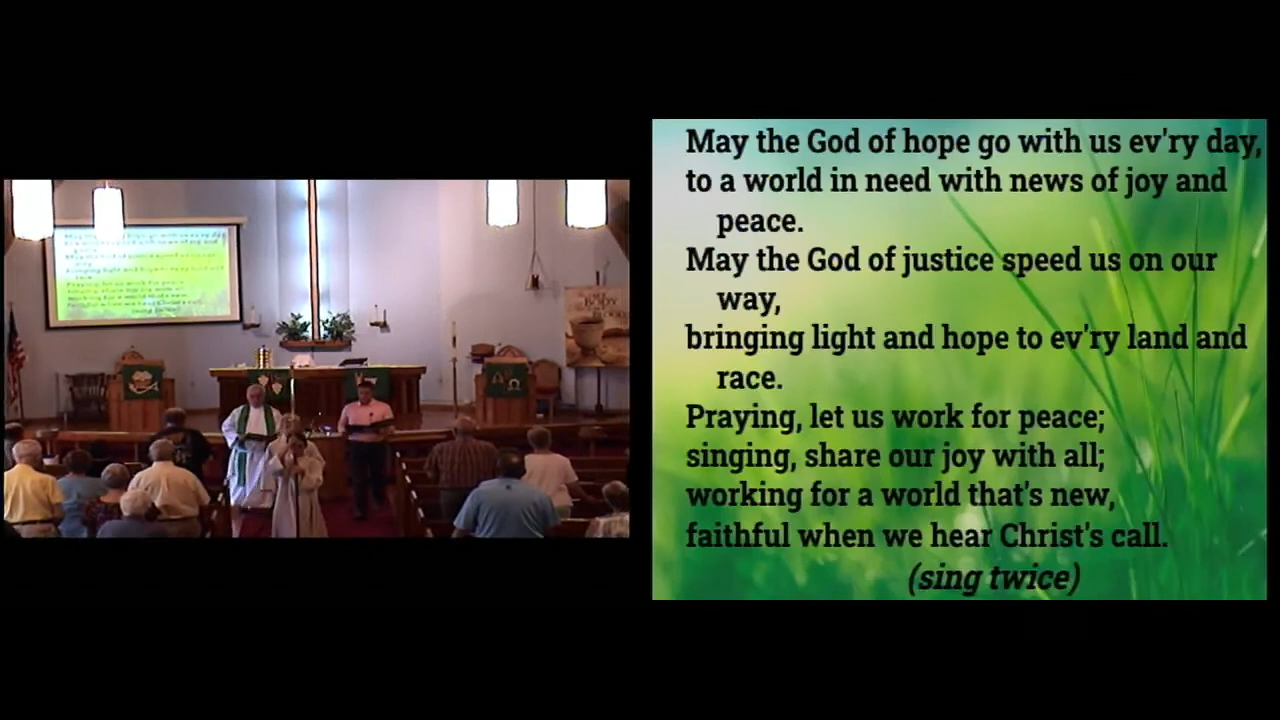 May the God of hope go with us ev'ry day,
to a world in need with news of joy and
peace.
May the God of justice speed us on our
way,
bringing light and hope to ev'ry land and
race.
Praying, let us work for peace;
singing, share our joy with all;
working for a world that's new,
faithful when we hear Christ's call.
(sing twice)